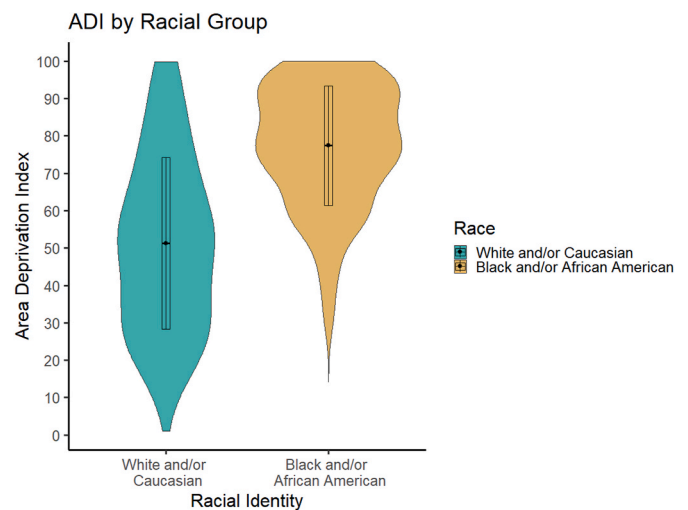 ADI by Racial Group
Area Deprivation Index
100
90
80
70
60
50
40
30
20
10
0
White and/or
Caucasian
Black and/or
African American
Racial Identity
Race
White and/or Caucasian
Black and/or African American